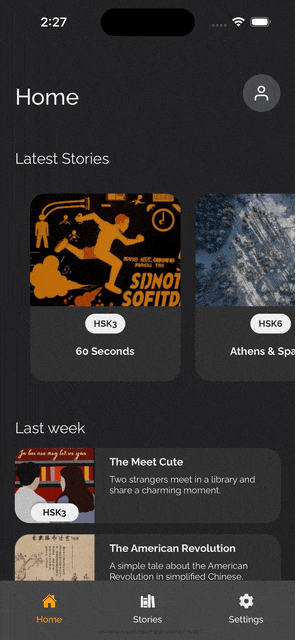 2:27
Home
Latest Stories
HSK3
60 Seconds
HSK6
Athens & Spa
Last week
The Meet Cute
Two strangers meet in a library and
share a charming moment.
HSK3
The American Revolution
A simple tale about the American
Revolution in simplified Chinese.
Home
Stories
Settings